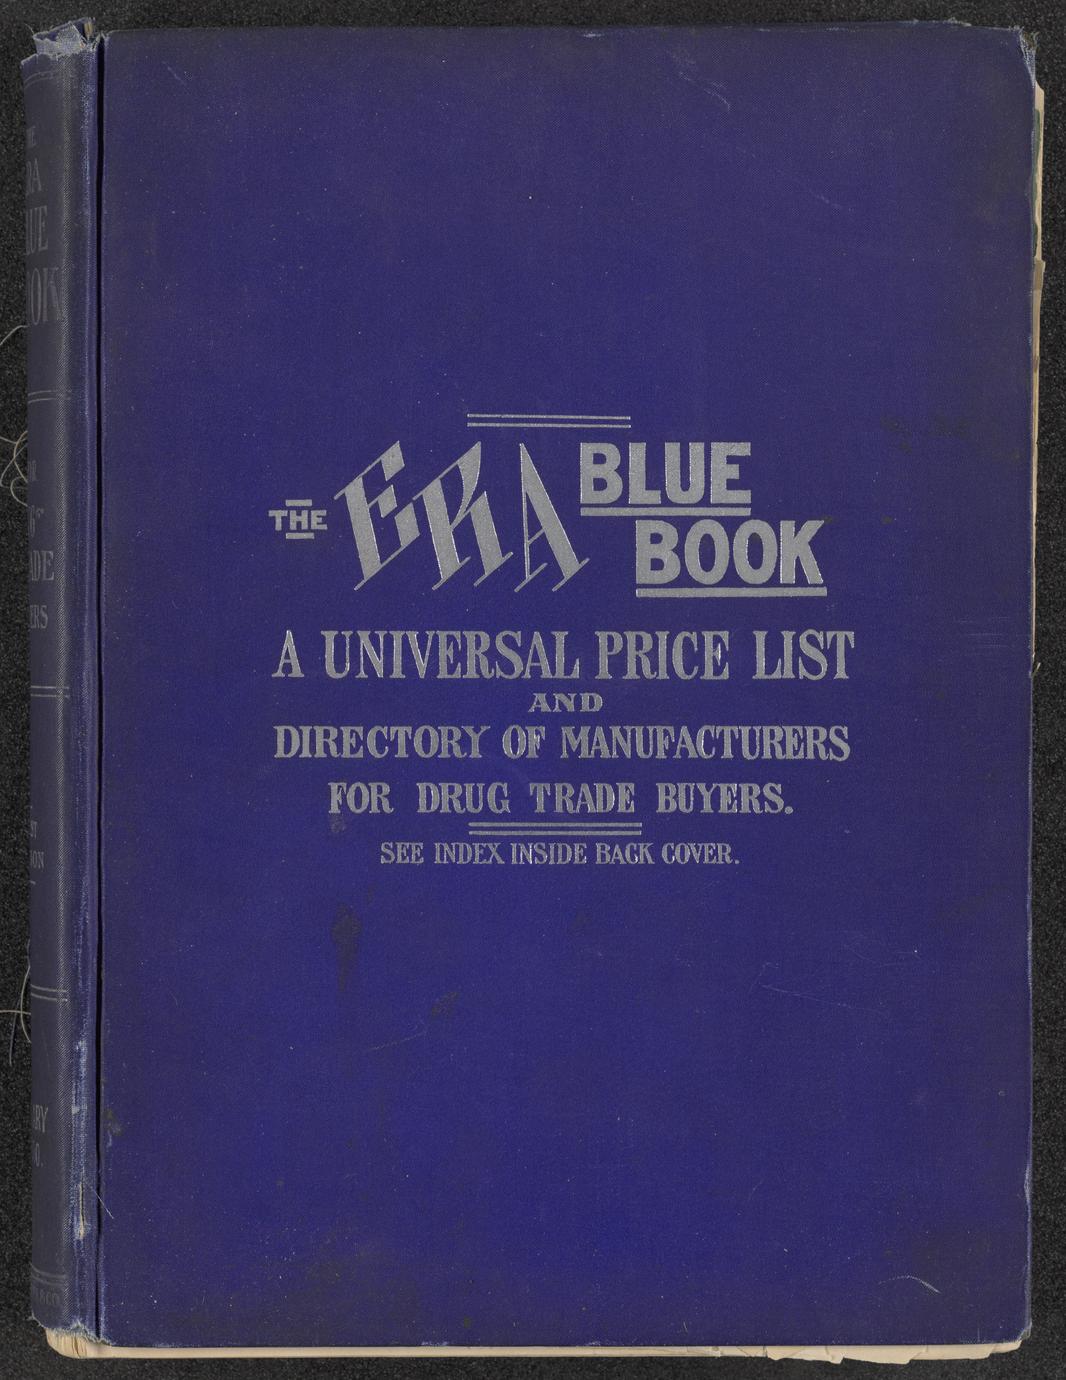 THE ERA BLUE BOOK
A UNIVERSAL PRICE LIST
AND
DIRECTORY OF MANUFACTURERS
FOR DRUG TRADE BUYERS.
SEE INDEX INSIDE BACK COVER.